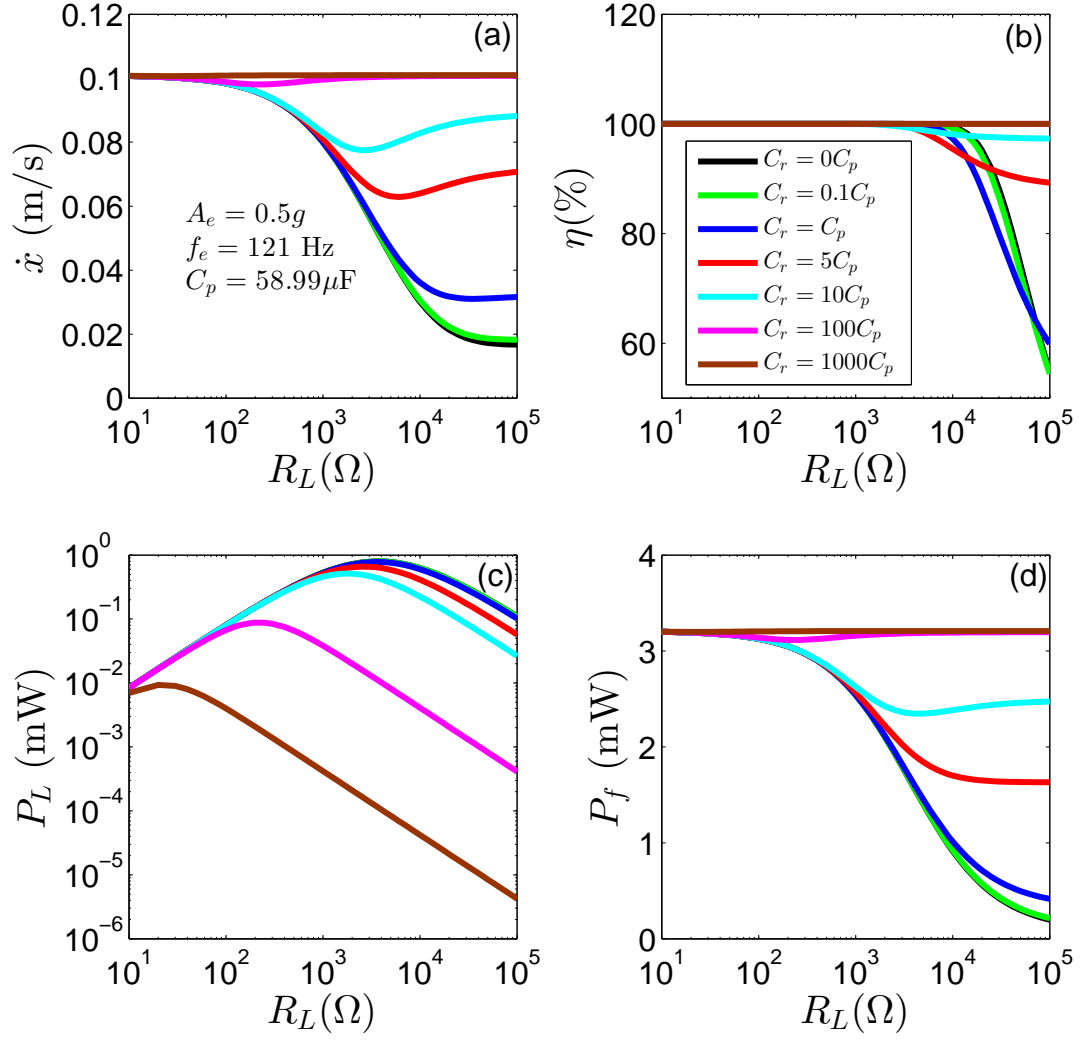 (a)
0.12
0.1
0.08
0.06
0.04
0.02
0
ẋ (m/s)
A_e = 0.5g
f_e = 121 Hz
C_p = 58.99μF
10^1 10^2 10^3 10^4 10^5
R_L(Ω)
(b)
120
100
80
60
η(%)
C_r = 0C_p
C_r = 0.1C_p
C_r = C_p
C_r = 5C_p
C_r = 10C_p
C_r = 100C_p
C_r = 1000C_p
10^1 10^2 10^3 10^4 10^5
R_L(Ω)
(c)
10^0
10^−1
10^−2
10^−3
10^−4
10^−5
10^−6
P_L (mW)
10^1 10^2 10^3 10^4 10^5
R_L(Ω)
(d)
4
3
2
1
0
P_f (mW)
10^1 10^2 10^3 10^4 10^5
R_L(Ω)